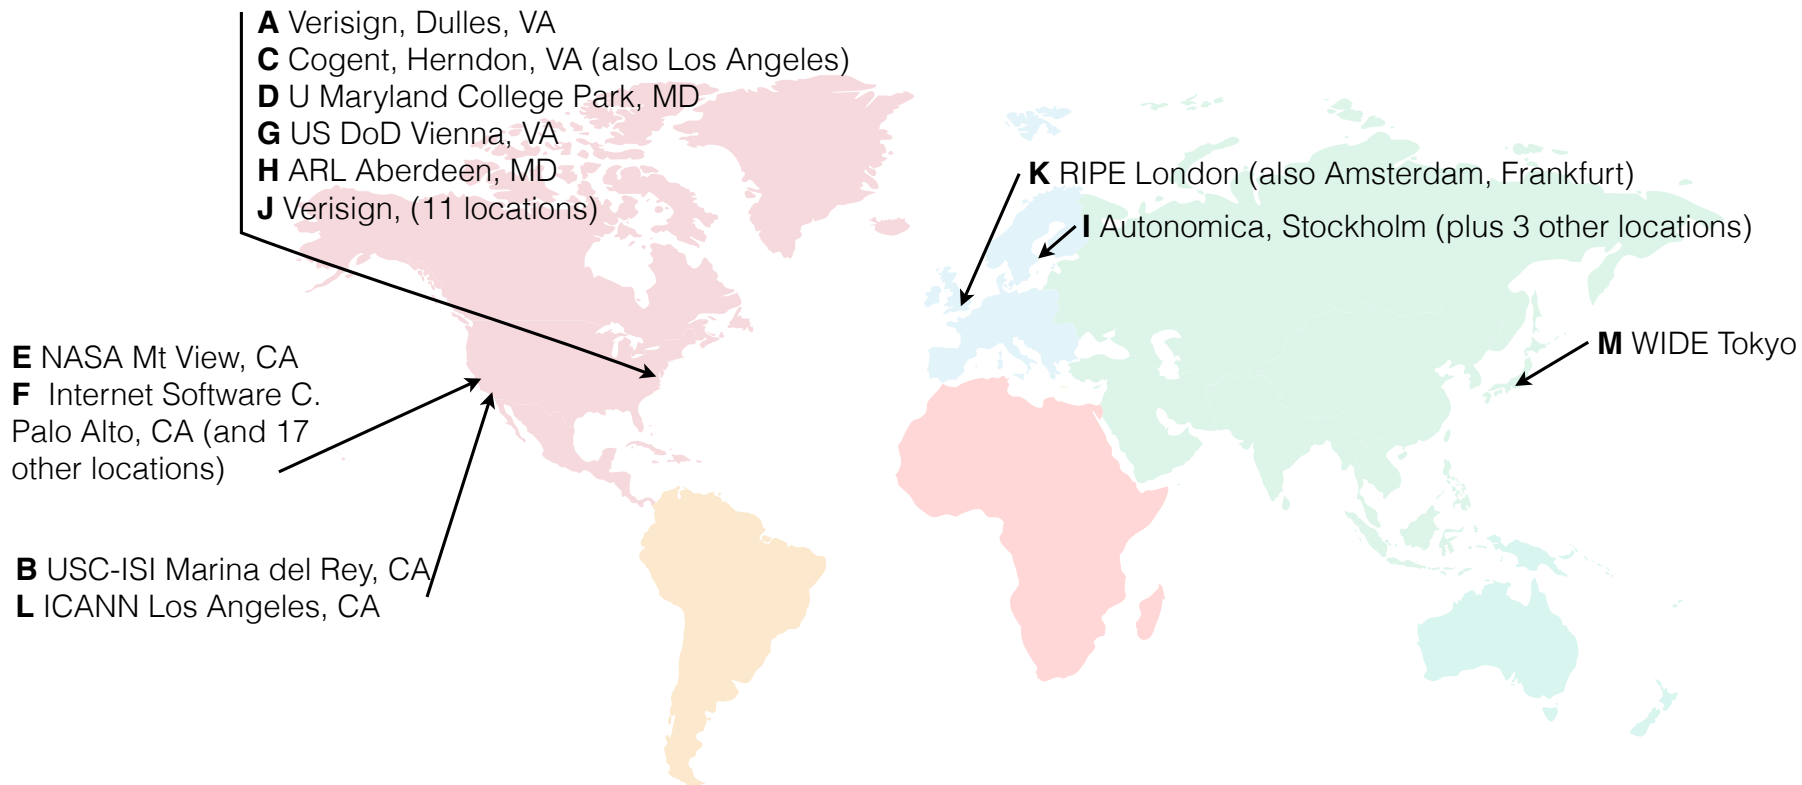 A Verisign, Dulles, VA
C Cogent, Herndon, VA (also Los Angeles)
D U Maryland College Park, MD
G US DoD Vienna, VA
H ARL Aberdeen, MD
J Verisign, (11 locations)
K RIPE London (also Amsterdam, Frankfurt)
I Autonomica, Stockholm (plus 3 other locations)
M WIDE Tokyo
E NASA Mt View, CA
F Internet Software C.
Palo Alto, CA (and 17
other locations)
B USC-ISI Marina del Rey, CA
L ICANN Los Angeles, CA